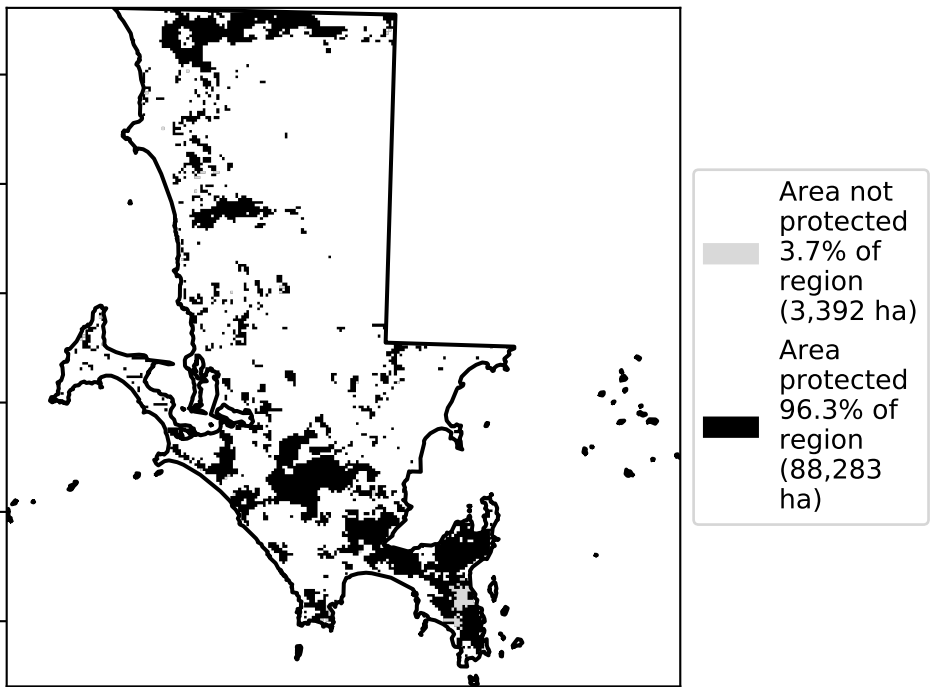 Area not
protected
3.7% of
region
(3,392 ha)
Area
protected
96.3% of
region
(88,283
ha)